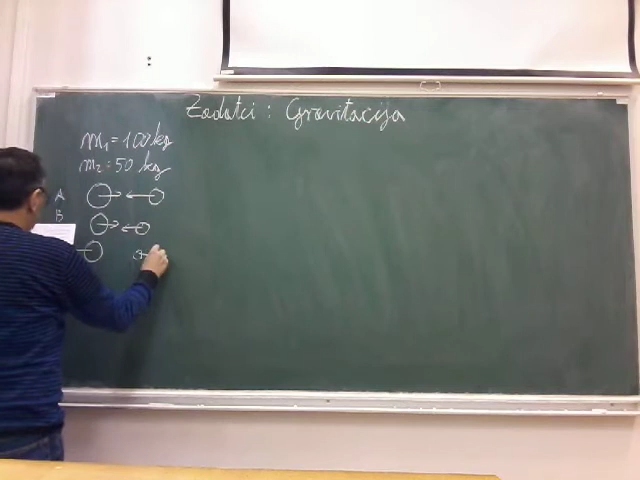 Zadatci : Gravitacija
m₁ = 100 kg
m₂ = 50 kg
A
B